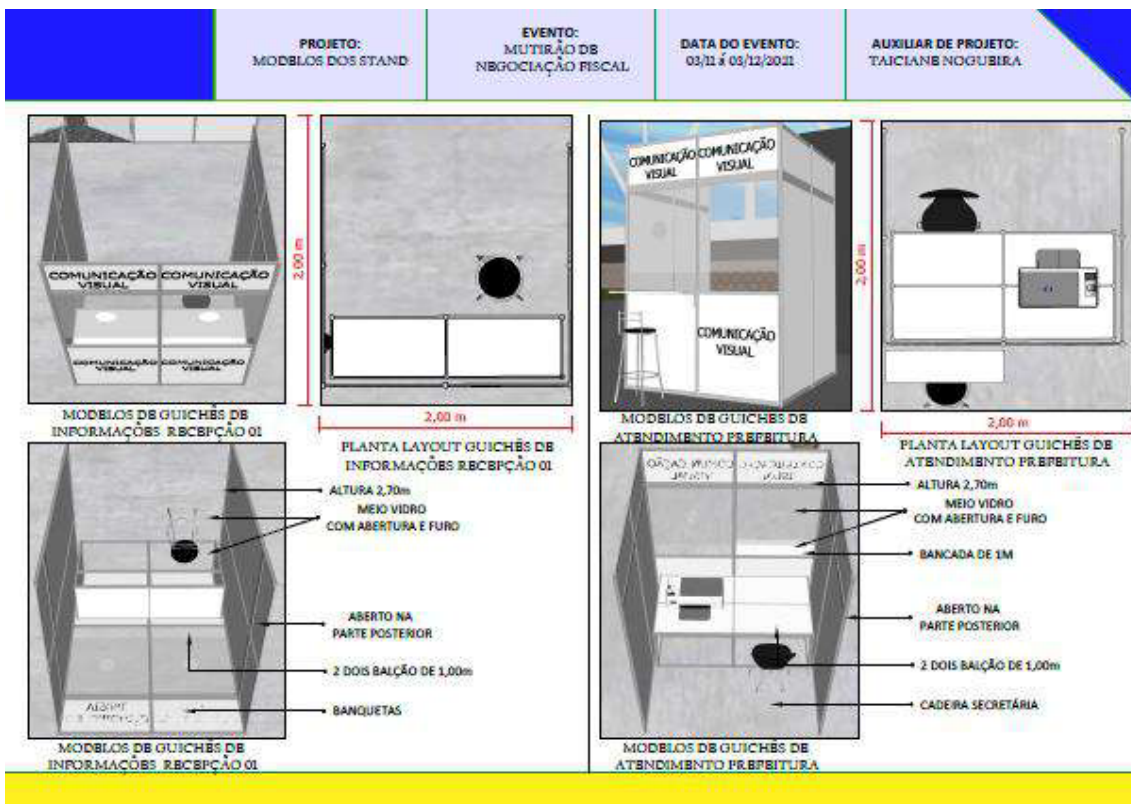 PROJETO:
MODELOS DOS STAND
EVENTO:
MUTIRÃO DE
NEGOCIAÇÃO FISCAL
DATA DO EVENTO:
03/11 á 03/12/2021
AUXILIAR DE PROJETO:
TAICIANE NOGUEIRA
COMUNICAÇÃO VISUAL
COMUNICAÇÃO VISUAL
COMUNICAÇÃO VISUAL
COMUNICAÇÃO VISUAL
MODELOS DE GUICHÊS DE
INFORMAÇÕES RECEPÇÃO 01
2,00 m
2,00 m
PLANTA LAYOUT GUICHÊS DE
INFORMAÇÕES RECEPÇÃO 01
ALTURA 2,70m
MEIO VIDRO
COM ABERTURA E FURO
ABERTO NA
PARTE POSTERIOR
2 DOIS BALCÃO DE 1,00m
BANQUETAS
MODELOS DE GUICHÊS DE
INFORMAÇÕES RECEPÇÃO 01
COMUNICAÇÃO
VISUAL
COMUNICAÇÃO
VISUAL
COMUNICAÇÃO
VISUAL
MODELOS DE GUICHÊS DE
ATENDIMENTO PREFEITURA
2,00 m
2,00 m
PLANTA LAYOUT GUICHÊS DE
ATENDIMENTO PREFEITURA
ALTURA 2,70m
MEIO VIDRO
COM ABERTURA E FURO
BANCADA DE 1M
ABERTO NA
PARTE POSTERIOR
2 DOIS BALCÃO DE 1,00m
CADEIRA SECRETÁRIA
MODELOS DE GUICHÊS DE
ATENDIMENTO PREFEITURA